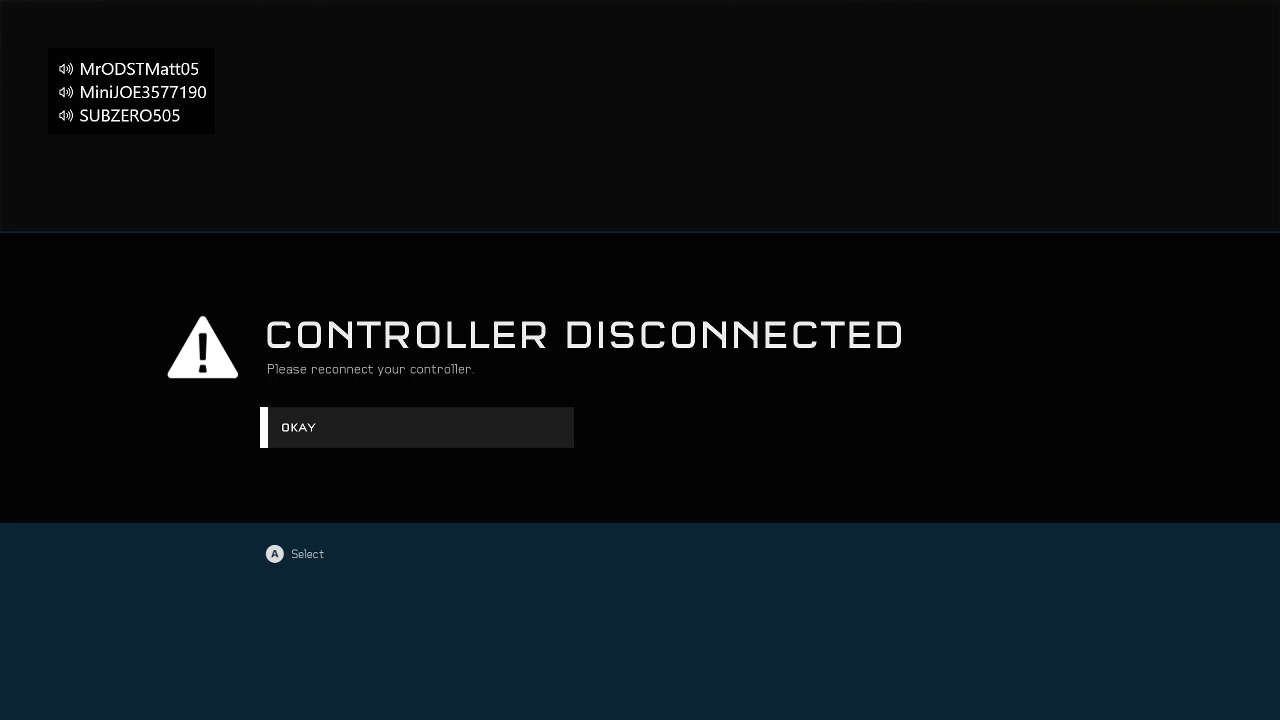 MrODSTMatt05
MiniJOE3577190
SUBZERO505
CONTROLLER DISCONNECTED
Please reconnect your controller.
OKAY
A Select